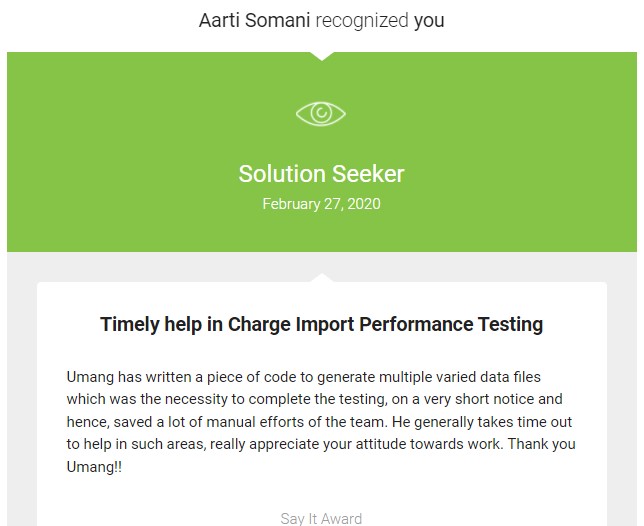 Aarti Somani recognized you
Solution Seeker
February 27, 2020
Timely help in Charge Import Performance Testing
Umang has written a piece of code to generate multiple varied data files
which was the necessity to complete the testing, on a very short notice and
hence, saved a lot of manual efforts of the team. He generally takes time out
to help in such areas, really appreciate your attitude towards work. Thank you
Umang!!
Say It Award